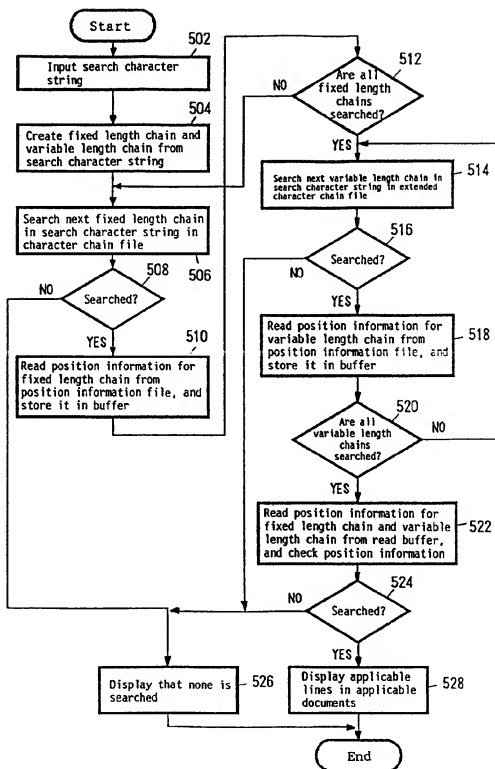 Start
502
Input search character
string
504
Create fixed length chain and
variable length chain from
search character string
Search next fixed length chain
in search character string in
character chain file
506
508
NO
Searched?
YES
510
Read position information for
fixed length chain from
position information file, and
store it in buffer
512
NO
Are all
fixed length
chains
searched?
YES
514
Search next variable length chain in
search character string in extended
character chain file
516
NO
Searched?
YES
Read position information for
variable length chain from
position information file, and
store it in buffer
518
520
Are all
variable length
chains
searched?
NO
YES
Read position information for
fixed length chain and variable
length chain from read buffer,
and check position information
522
524
NO
Searched?
YES
Display that none is
searched
526
Display applicable
lines in applicable
documents
528
End